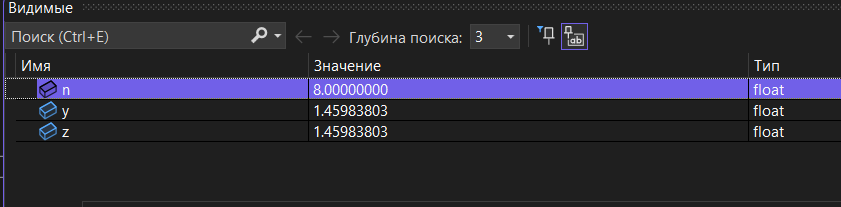 Видимые
Поиск (Ctrl+E) Глубина поиска: 3
Имя Значение Тип
n 8.00000000 float
y 1.45983803 float
z 1.45983803 float